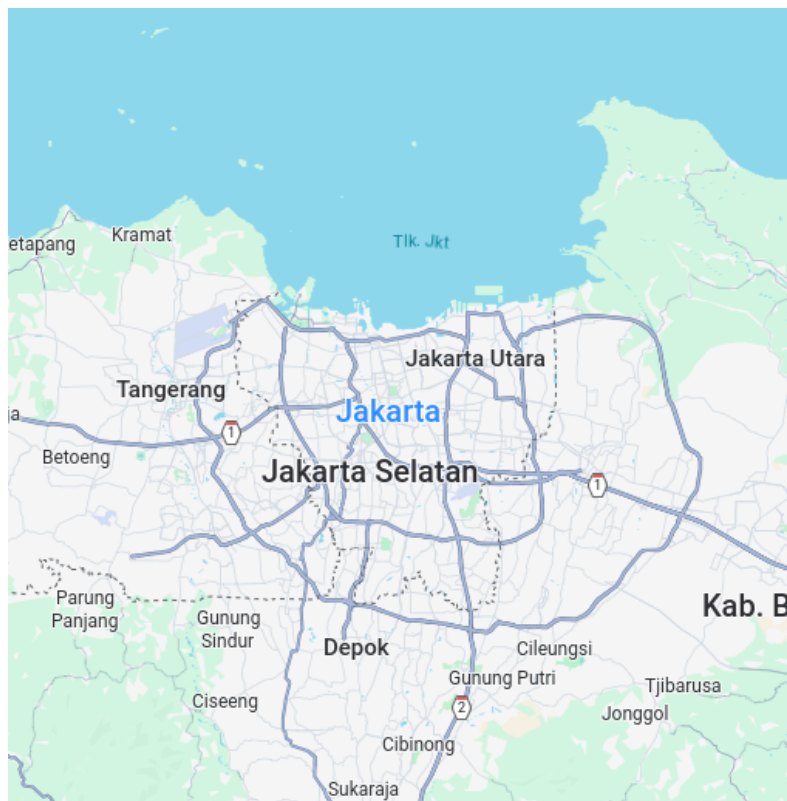 Tlk. Jkt
Kramat
etapang
Jakarta Utara
Tangerang
Jakarta
ja
1
Betoeng
Jakarta Selatan
1
Parung
Panjang
Kab. B
Gunung
Sindur
Depok
Cileungsi
Gunung Putri
Tjibarusa
Ciseeng
2
Jonggol
Cibinong
Sukaraja